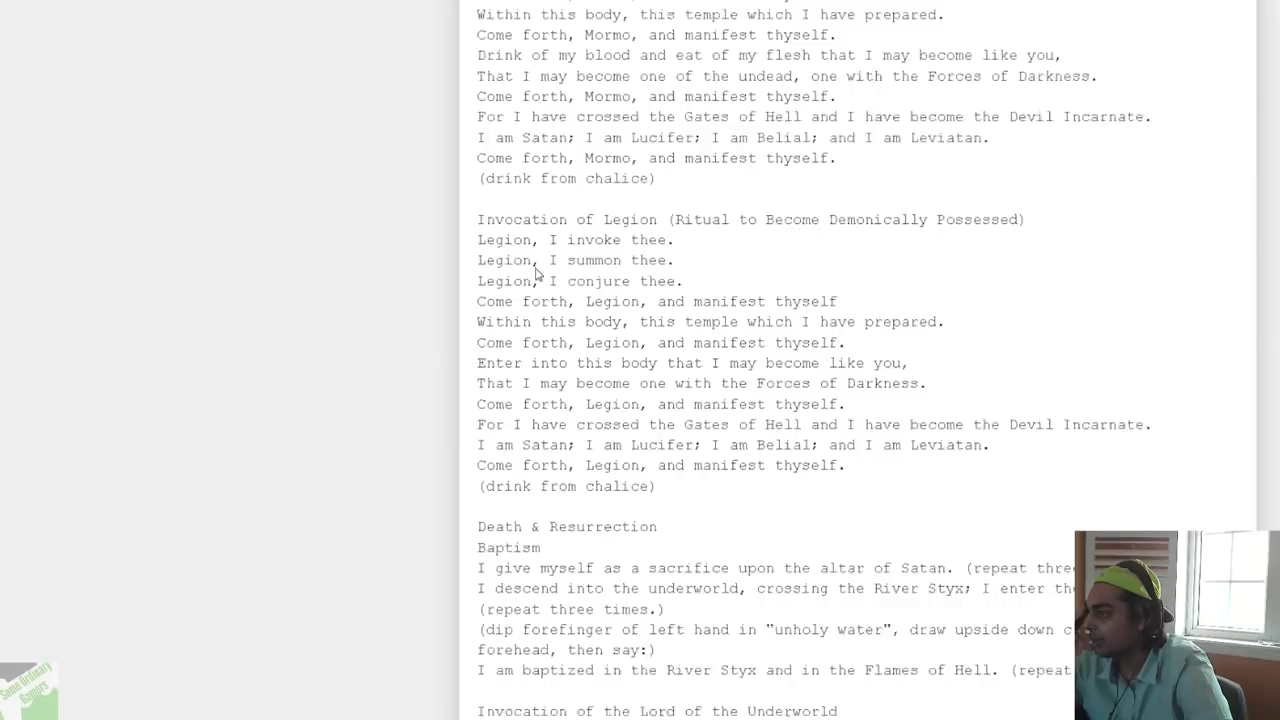 Within this body, this temple which I have prepared.
Come forth, Mormo, and manifest thyself.
Drink of my blood and eat of my flesh that I may become like you,
That I may become one of the undead, one with the Forces of Darkness.
Come forth, Mormo, and manifest thyself.
For I have crossed the Gates of Hell and I have become the Devil Incarnate.
I am Satan; I am Lucifer; I am Belial; and I am Leviatan.
Come forth, Mormo, and manifest thyself.
(drink from chalice)
Invocation of Legion (Ritual to Become Demonically Possessed)
Legion, I invoke thee.
Legion, I summon thee.
Legion, I conjure thee.
Come forth, Legion, and manifest thyself
Within this body, this temple which I have prepared.
Come forth, Legion, and manifest thyself.
Enter into this body that I may become like you,
That I may become one with the Forces of Darkness.
Come forth, Legion, and manifest thyself.
For I have crossed the Gates of Hell and I have become the Devil Incarnate.
I am Satan; I am Lucifer; I am Belial; and I am Leviatan.
Come forth, Legion, and manifest thyself.
(drink from chalice)
Death & Resurrection
Baptism
I give myself as a sacrifice upon the altar of Satan. (repeat
I descend into the underworld, crossing the River Styx; I enter
(repeat three times.)
(dip forefinger of left hand in "unholy water", draw upside down
forehead, then say:)
I am baptized in the River Styx and in the Flames of Hell. (repeat
Invocation of the Lord of the Underworld
Some Ordinary
Gamers